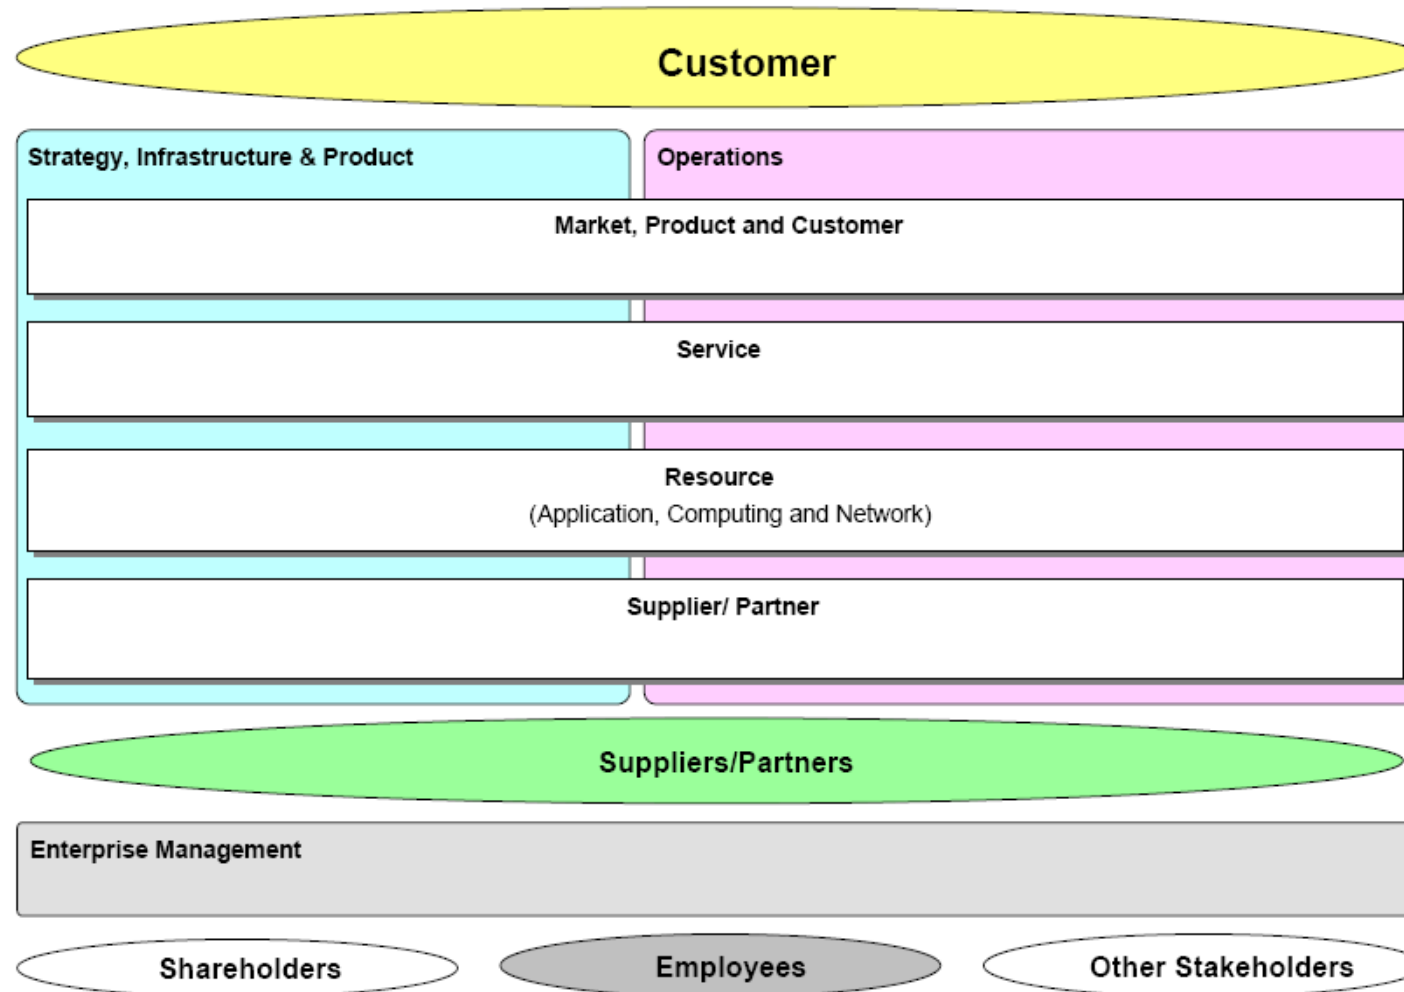 Customer
Strategy, Infrastructure & Product
Operations
Market, Product and Customer
Service
Resource
(Application, Computing and Network)
Supplier/ Partner
Suppliers/Partners
Enterprise Management
Shareholders
Employees
Other Stakeholders